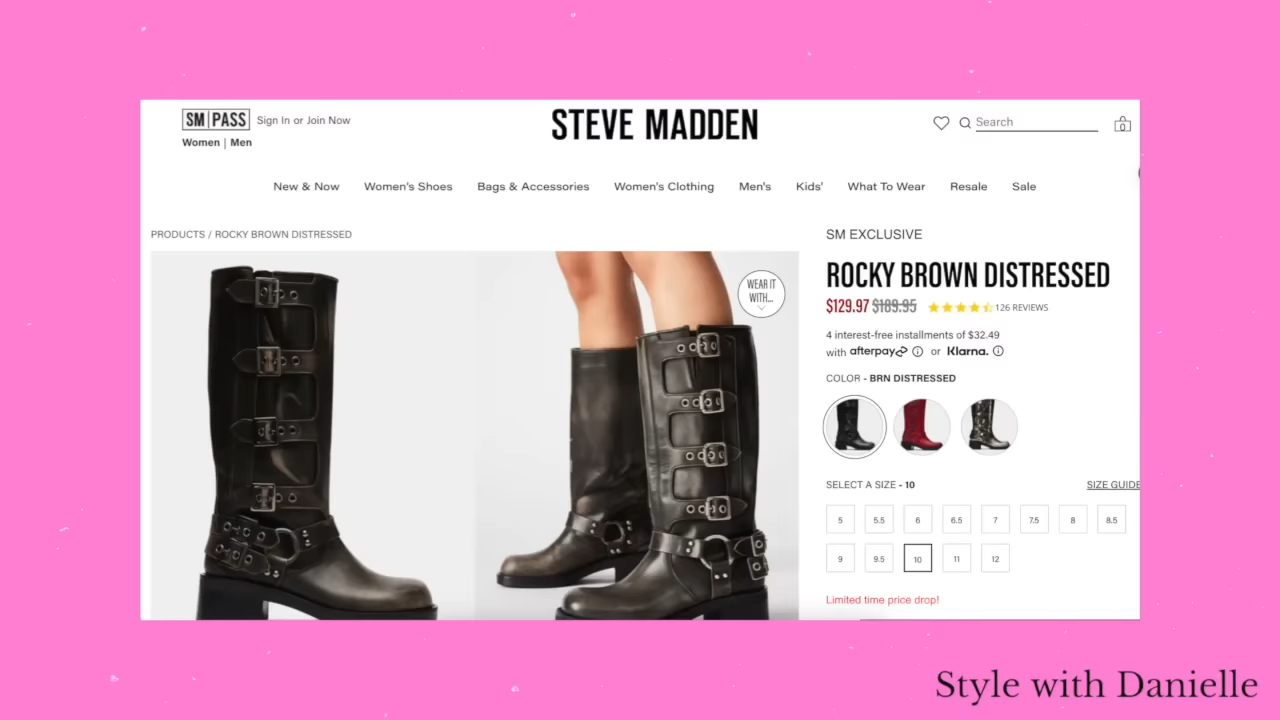 SM PASS Sign In or Join Now
Women | Men
STEVE MADDEN
Search
0
New & Now Women's Shoes Bags & Accessories Women's Clothing Men's Kids' What To Wear Resale Sale
PRODUCTS / ROCKY BROWN DISTRESSED
WEAR IT
WITH...
SM EXCLUSIVE
ROCKY BROWN DISTRESSED
$129.97 $189.95 126 REVIEWS
4 interest-free installments of $32.49
with afterpay or Klarna.
COLOR - BRN DISTRESSED
SELECT A SIZE - 10 SIZE GUIDE
5 5.5 6 6.5 7 7.5 8 8.5
9 9.5 10 11 12
Limited time price drop!
Style with Danielle